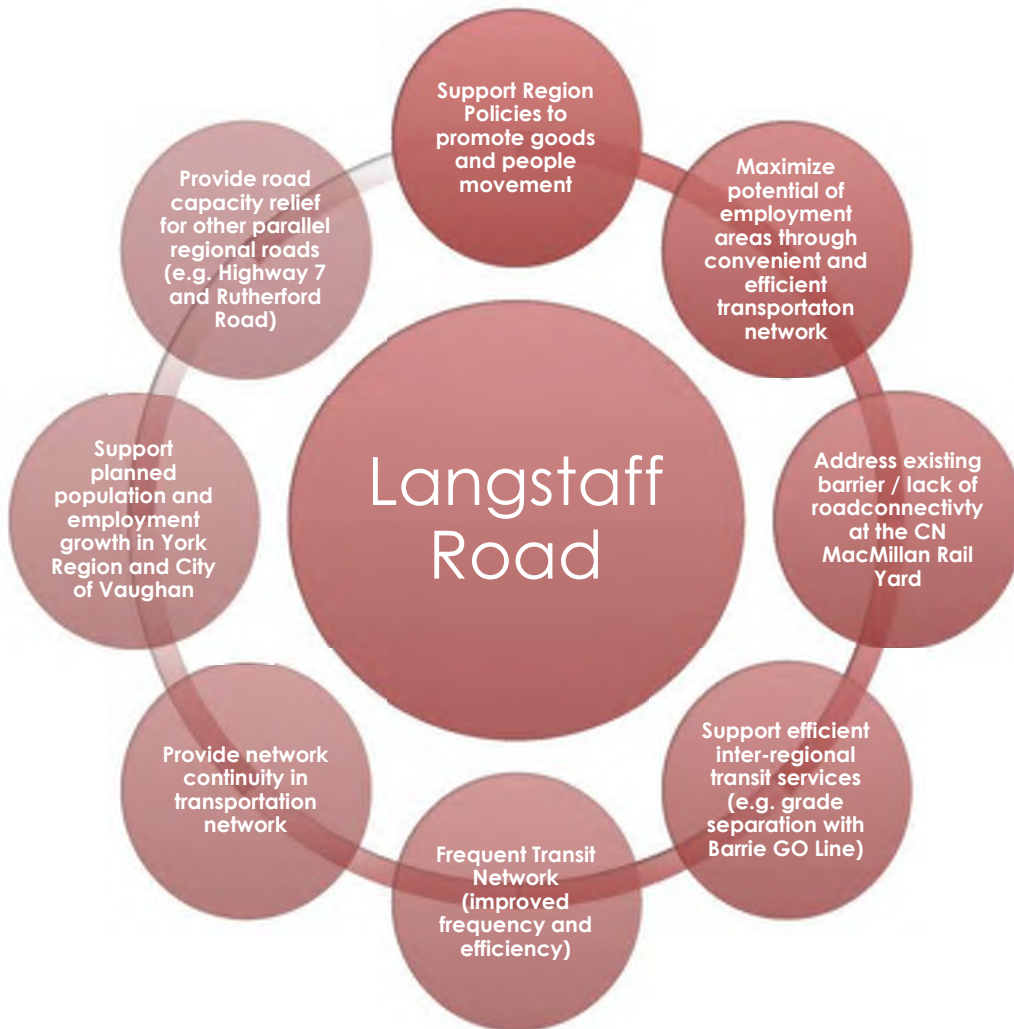 Support Region
Policies to
promote goods
and people
movement
Maximize
potential of
employment
areas through
convenient and
efficient
transportaton
network
Address existing
barrier / lack of
roadconnectivty
at the CN
MacMillan Rail
Yard
Support efficient
inter-regional
transit services
(e.g. grade
separation with
Barrie GO Line)
Frequent Transit
Network
(improved
frequency and
efficiency)
Provide network
continuity in
transportation
network
Support
planned
population and
employment
growth in York
Region and City
of Vaughan
Provide road
capacity relief
for other parallel
regional roads
(e.g. Highway 7
and Rutherford
Road)
Langstaff
Road